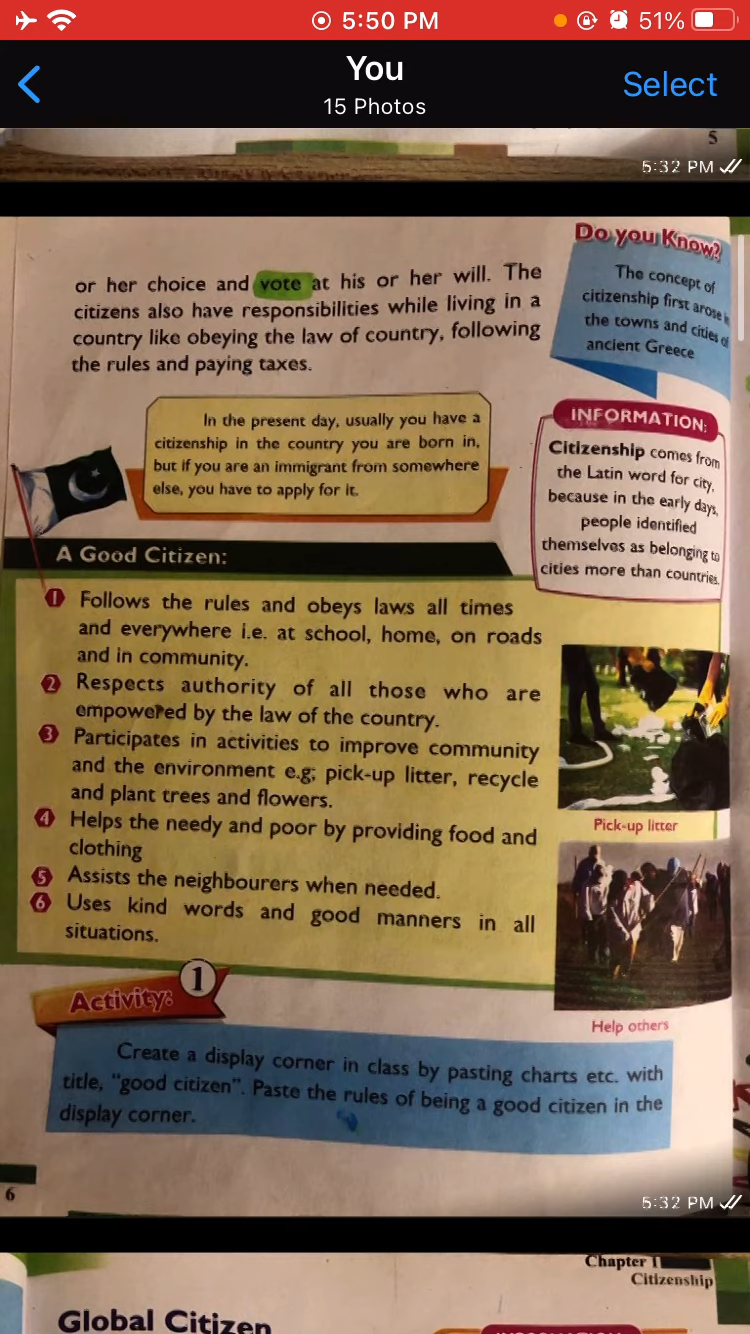 5:50 PM
51%
You
15 Photos
Select
5
5:32 PM
or her choice and vote at his or her will. The
citizens also have responsibilities while living in a
country like obeying the law of country, following
the rules and paying taxes.
Do you Know?
The concept of
citizenship first arose
the towns and cities
ancient Greece
In the present day, usually you have a
citizenship in the country you are born in,
but if you are an immigrant from somewhere
else, you have to apply for it.
INFORMATION:
Citizenship comes from
the Latin word for city,
because in the early days,
people identified
themselves as belonging to
cities more than countries.
A Good Citizen:
1 Follows the rules and obeys laws all times
and everywhere i.e. at school, home, on roads
and in community.
2 Respects authority of all those who are
empowered by the law of the country.
3 Participates in activities to improve community
and the environment e.g; pick-up litter, recycle
and plant trees and flowers.
4 Helps the needy and poor by providing food and
clothing
5 Assists the neighbourers when needed.
6 Uses kind words and good manners in all
situations.
Pick-up litter
Help others
Activity: 1
Create a display corner in class by pasting charts etc. with
title, "good citizen". Paste the rules of being a good citizen in the
display corner.
6
5:32 PM
Chapter 1
Citizenship
Global Citizen